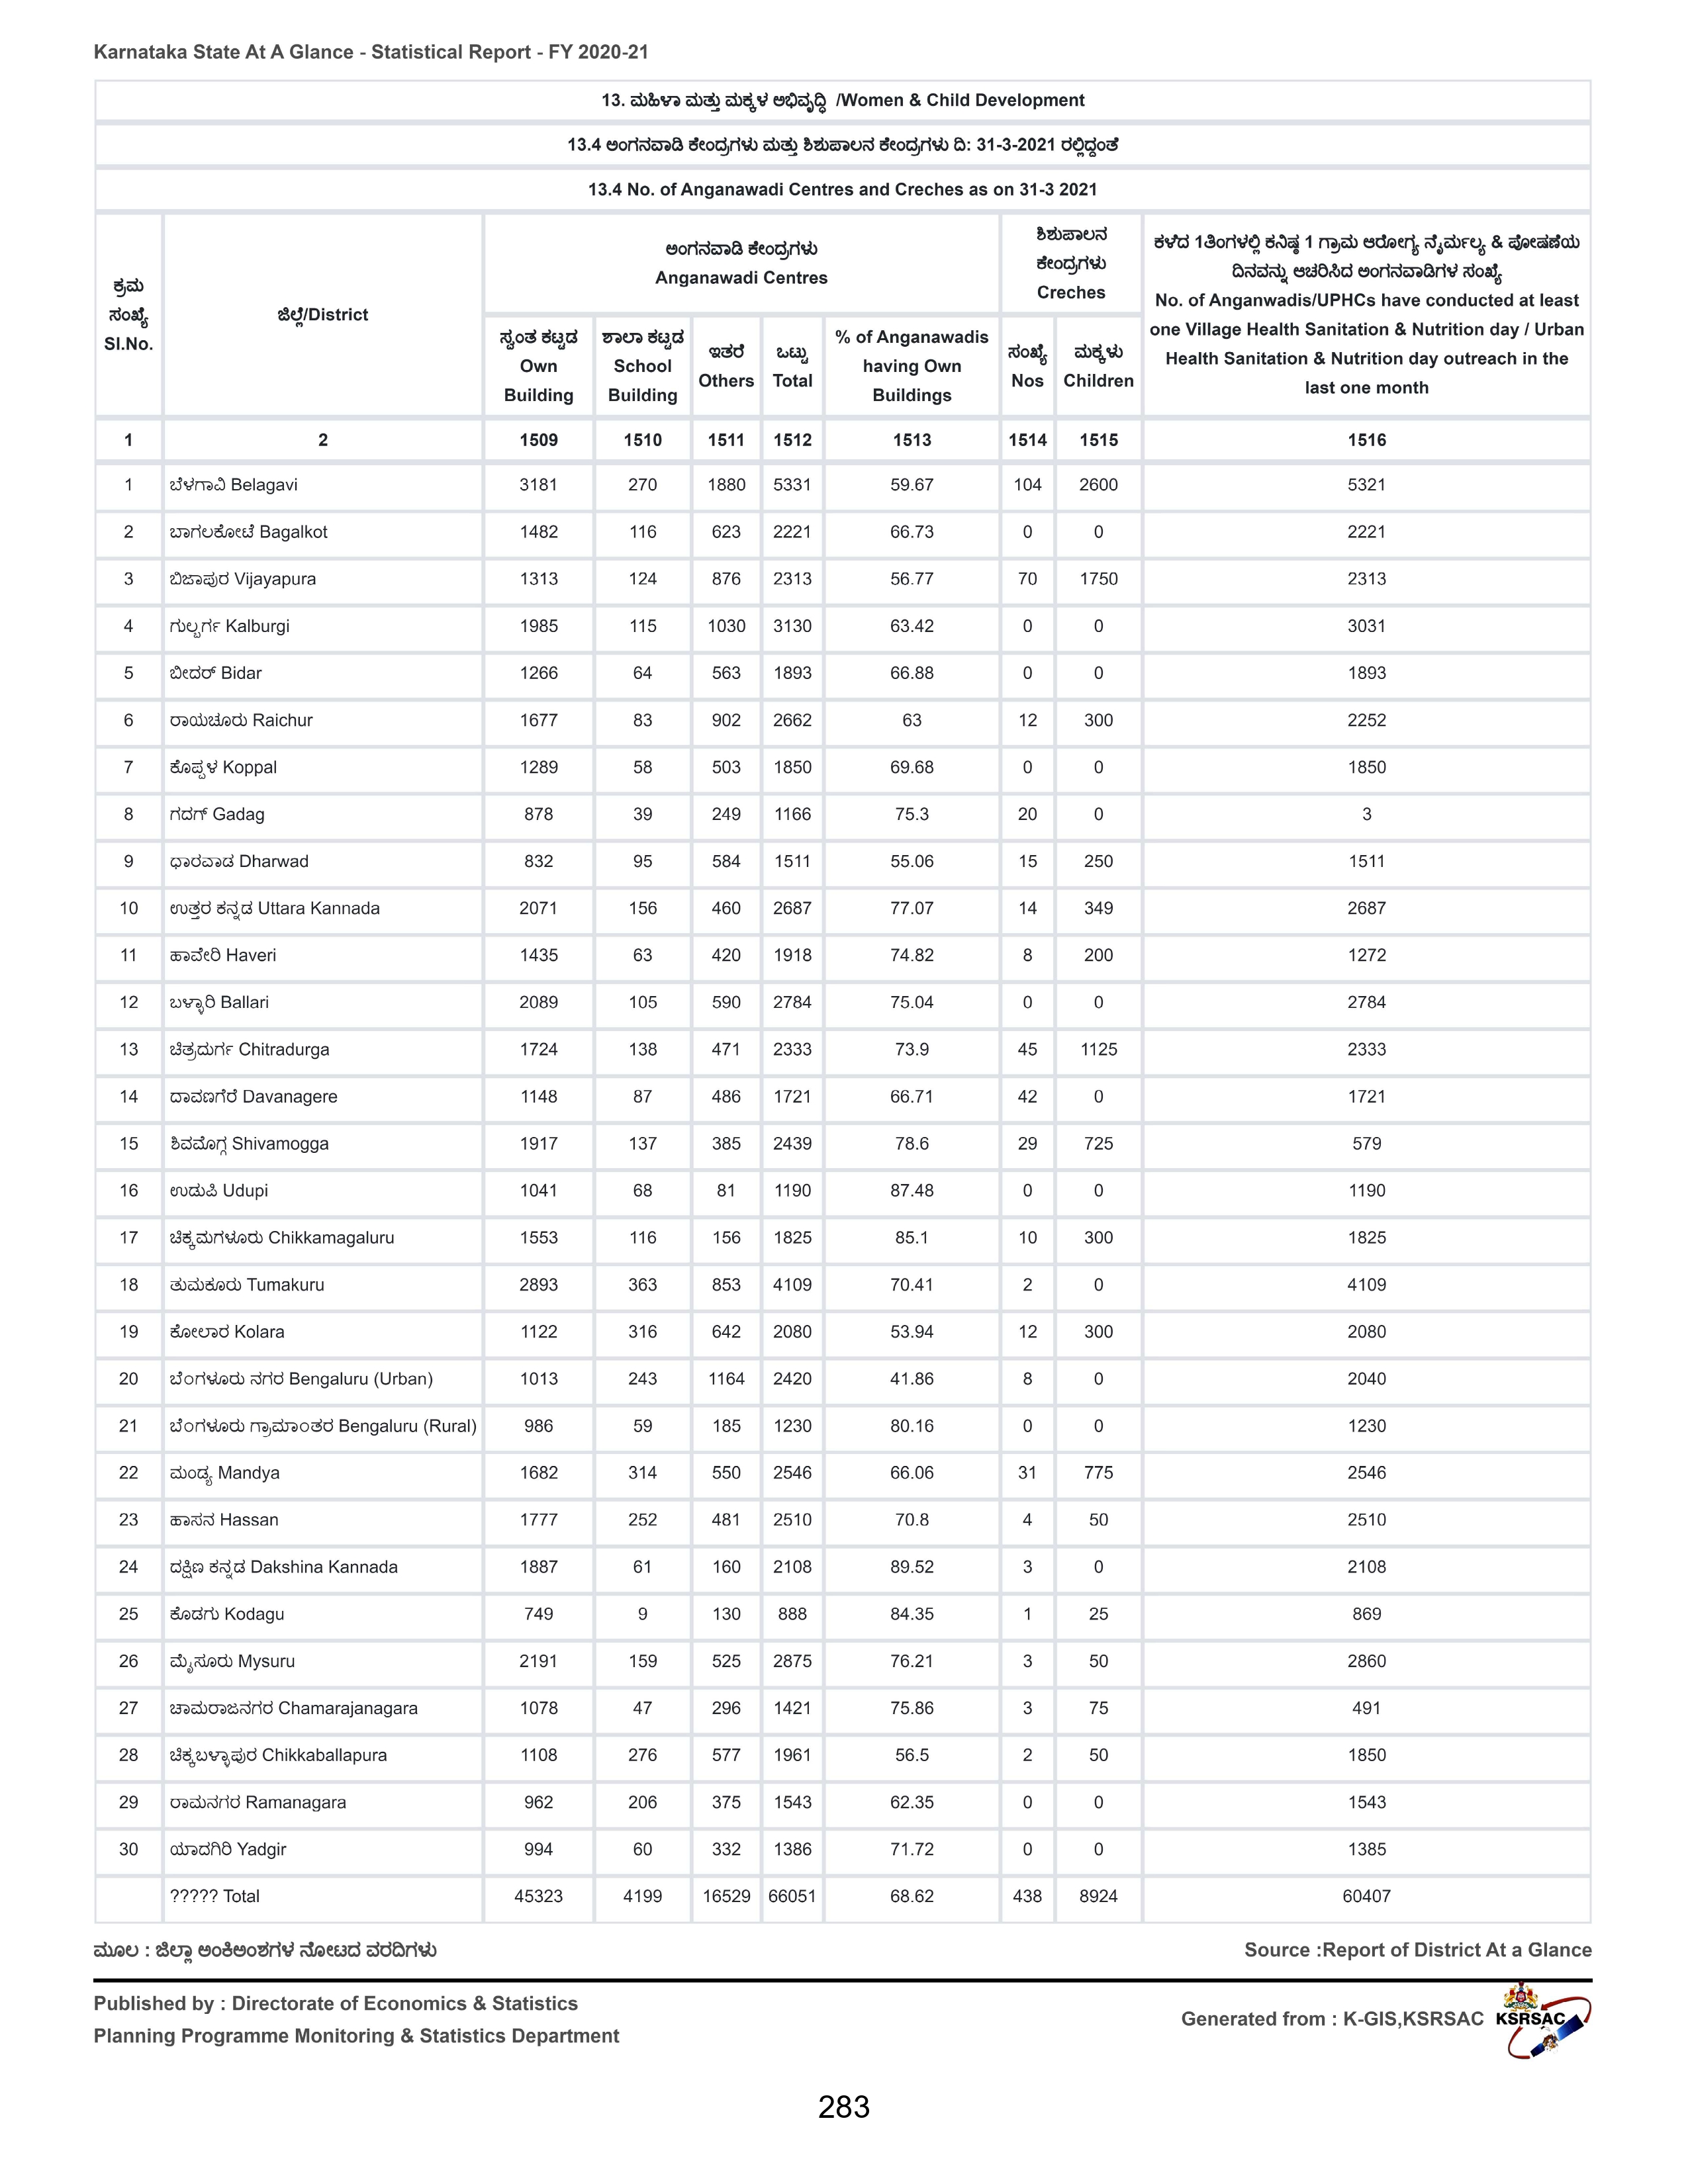 Karnataka State At A Glance - Statistical Report - FY 2020-21
13. ಮಹಿಳಾ ಮತ್ತು ಮಕ್ಕಳ ಅಭಿವೃದ್ಧಿ /Women & Child Development
13.4 ಅಂಗನವಾಡಿ ಕೇಂದ್ರಗಳು ಮತ್ತು ಶಿಶುಪಾಲನ ಕೇಂದ್ರಗಳು ದಿ: 31-3-2021 ರಲ್ಲಿದ್ದಂತೆ
13.4 No. of Anganawadi Centres and Creches as on 31-3 2021
ಕ್ರಮ
ಸಂಖ್ಯೆ
Sl.No.
ಜಿಲ್ಲೆ/District
ಅಂಗನವಾಡಿ ಕೇಂದ್ರಗಳು
Anganawadi Centres
ಶಿಶುಪಾಲನ
ಕೇಂದ್ರಗಳು
Creches
ಕಳೆದ 1ತಿಂಗಳಲ್ಲಿ ಕನಿಷ್ಠ 1 ಗ್ರಾಮ ಆರೋಗ್ಯ ನೈರ್ಮಲ್ಯ & ಪೋಷಣೆಯ
ದಿನವನ್ನು ಆಚರಿಸಿದ ಅಂಗನವಾಡಿಗಳ ಸಂಖ್ಯೆ
No. of Anganwadis/UPHCs have conducted at least
one Village Health Sanitation & Nutrition day / Urban
Health Sanitation & Nutrition day outreach in the
last one month
ಸ್ವಂತ ಕಟ್ಟಡ
Own
Building
ಶಾಲಾ ಕಟ್ಟಡ
School
Building
ಇತರೆ
Others
ಒಟ್ಟು
Total
% of Anganawadis
having Own
Buildings
ಸಂಖ್ಯೆ
Nos
ಮಕ್ಕಳು
Children
1 2 1509 1510 1511 1512 1513 1514 1515 1516
1 ಬೆಳಗಾವಿ Belagavi 3181 270 1880 5331 59.67 104 2600 5321
2 ಬಾಗಲಕೋಟೆ Bagalkot 1482 116 623 2221 66.73 0 0 2221
3 ಬಿಜಾಪುರ Vijayapura 1313 124 876 2313 56.77 70 1750 2313
4 ಗುಲ್ಬರ್ಗ Kalburgi 1985 115 1030 3130 63.42 0 0 3031
5 ಬೀದರ್ Bidar 1266 64 563 1893 66.88 0 0 1893
6 ರಾಯಚೂರು Raichur 1677 83 902 2662 63 12 300 2252
7 ಕೊಪ್ಪಳ Koppal 1289 58 503 1850 69.68 0 0 1850
8 ಗದಗ್ Gadag 878 39 249 1166 75.3 20 0 3
9 ಧಾರವಾಡ Dharwad 832 95 584 1511 55.06 15 250 1511
10 ಉತ್ತರ ಕನ್ನಡ Uttara Kannada 2071 156 460 2687 77.07 14 349 2687
11 ಹಾವೇರಿ Haveri 1435 63 420 1918 74.82 8 200 1272
12 ಬಳ್ಳಾರಿ Ballari 2089 105 590 2784 75.04 0 0 2784
13 ಚಿತ್ರದುರ್ಗ Chitradurga 1724 138 471 2333 73.9 45 1125 2333
14 ದಾವಣಗೆರೆ Davanagere 1148 87 486 1721 66.71 42 0 1721
15 ಶಿವಮೊಗ್ಗ Shivamogga 1917 137 385 2439 78.6 29 725 579
16 ಉಡುಪಿ Udupi 1041 68 81 1190 87.48 0 0 1190
17 ಚಿಕ್ಕಮಗಳೂರು Chikkamagaluru 1553 116 156 1825 85.1 10 300 1825
18 ತುಮಕೂರು Tumakuru 2893 363 853 4109 70.41 2 0 4109
19 ಕೋಲಾರ Kolara 1122 316 642 2080 53.94 12 300 2080
20 ಬೆಂಗಳೂರು ನಗರ Bengaluru (Urban) 1013 243 1164 2420 41.86 8 0 2040
21 ಬೆಂಗಳೂರು ಗ್ರಾಮಾಂತರ Bengaluru (Rural) 986 59 185 1230 80.16 0 0 1230
22 ಮಂಡ್ಯ Mandya 1682 314 550 2546 66.06 31 775 2546
23 ಹಾಸನ Hassan 1777 252 481 2510 70.8 4 50 2510
24 ದಕ್ಷಿಣ ಕನ್ನಡ Dakshina Kannada 1887 61 160 2108 89.52 3 0 2108
25 ಕೊಡಗು Kodagu 749 9 130 888 84.35 1 25 869
26 ಮೈಸೂರು Mysuru 2191 159 525 2875 76.21 3 50 2860
27 ಚಾಮರಾಜನಗರ Chamarajanagara 1078 47 296 1421 75.86 3 75 491
28 ಚಿಕ್ಕಬಳ್ಳಾಪುರ Chikkaballapura 1108 276 577 1961 56.5 2 50 1850
29 ರಾಮನಗರ Ramanagara 962 206 375 1543 62.35 0 0 1543
30 ಯಾದಗಿರಿ Yadgir 994 60 332 1386 71.72 0 0 1385
????? Total 45323 4199 16529 66051 68.62 438 8924 60407
ಮೂಲ : ಜಿಲ್ಲಾ ಅಂಕಿಅಂಶಗಳ ನೋಟದ ವರದಿಗಳು Source :Report of District At a Glance
Published by : Directorate of Economics & Statistics
Planning Programme Monitoring & Statistics Department
Generated from : K-GIS,KSRSAC KSRSAC
283